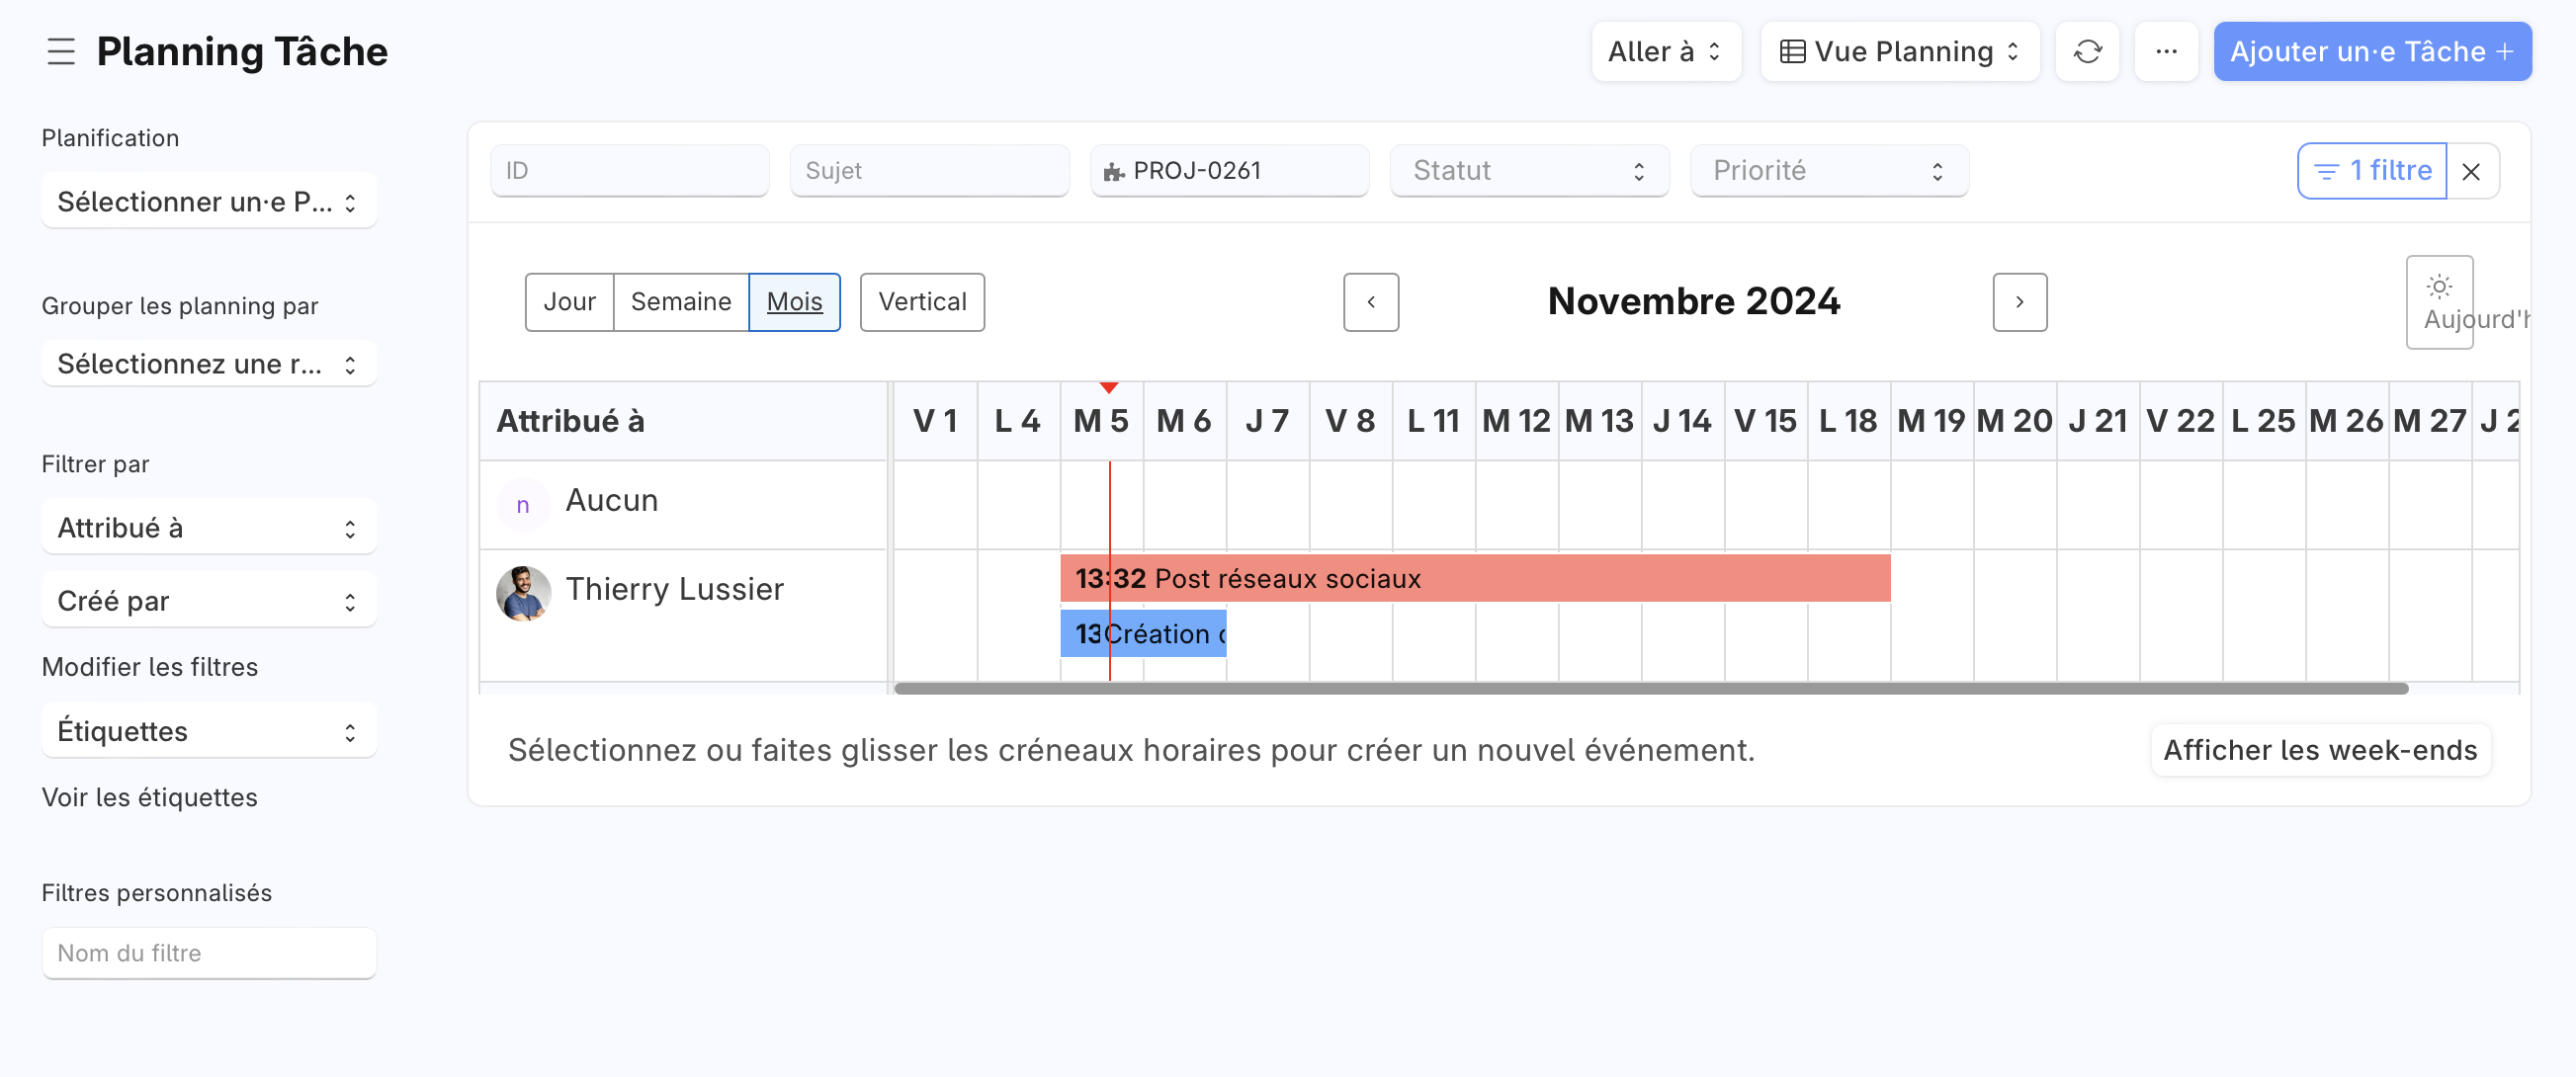 Planning Tâche
Aller à
Vue Planning
...
Ajouter un·e Tâche +
Planification
Sélectionner un·e P...
Grouper les planning par
Sélectionnez une r...
Filtrer par
Attribué à
Créé par
Modifier les filtres
Étiquettes
Voir les étiquettes
Filtres personnalisés
Nom du filtre
ID
Sujet
PROJ-0261
Statut
Priorité
1 filtre
Jour
Semaine
Mois
Vertical
Novembre 2024
Aujourd'h
Attribué à
V 1
L 4
M 5
M 6
J 7
V 8
L 11
M 12
M 13
J 14
V 15
L 18
M 19
M 20
J 21
V 22
L 25
M 26
M 27
J 2
n
Aucun
Thierry Lussier
13:32 Post réseaux sociaux
13 Création
Sélectionnez ou faites glisser les créneaux horaires pour créer un nouvel événement.
Afficher les week-ends